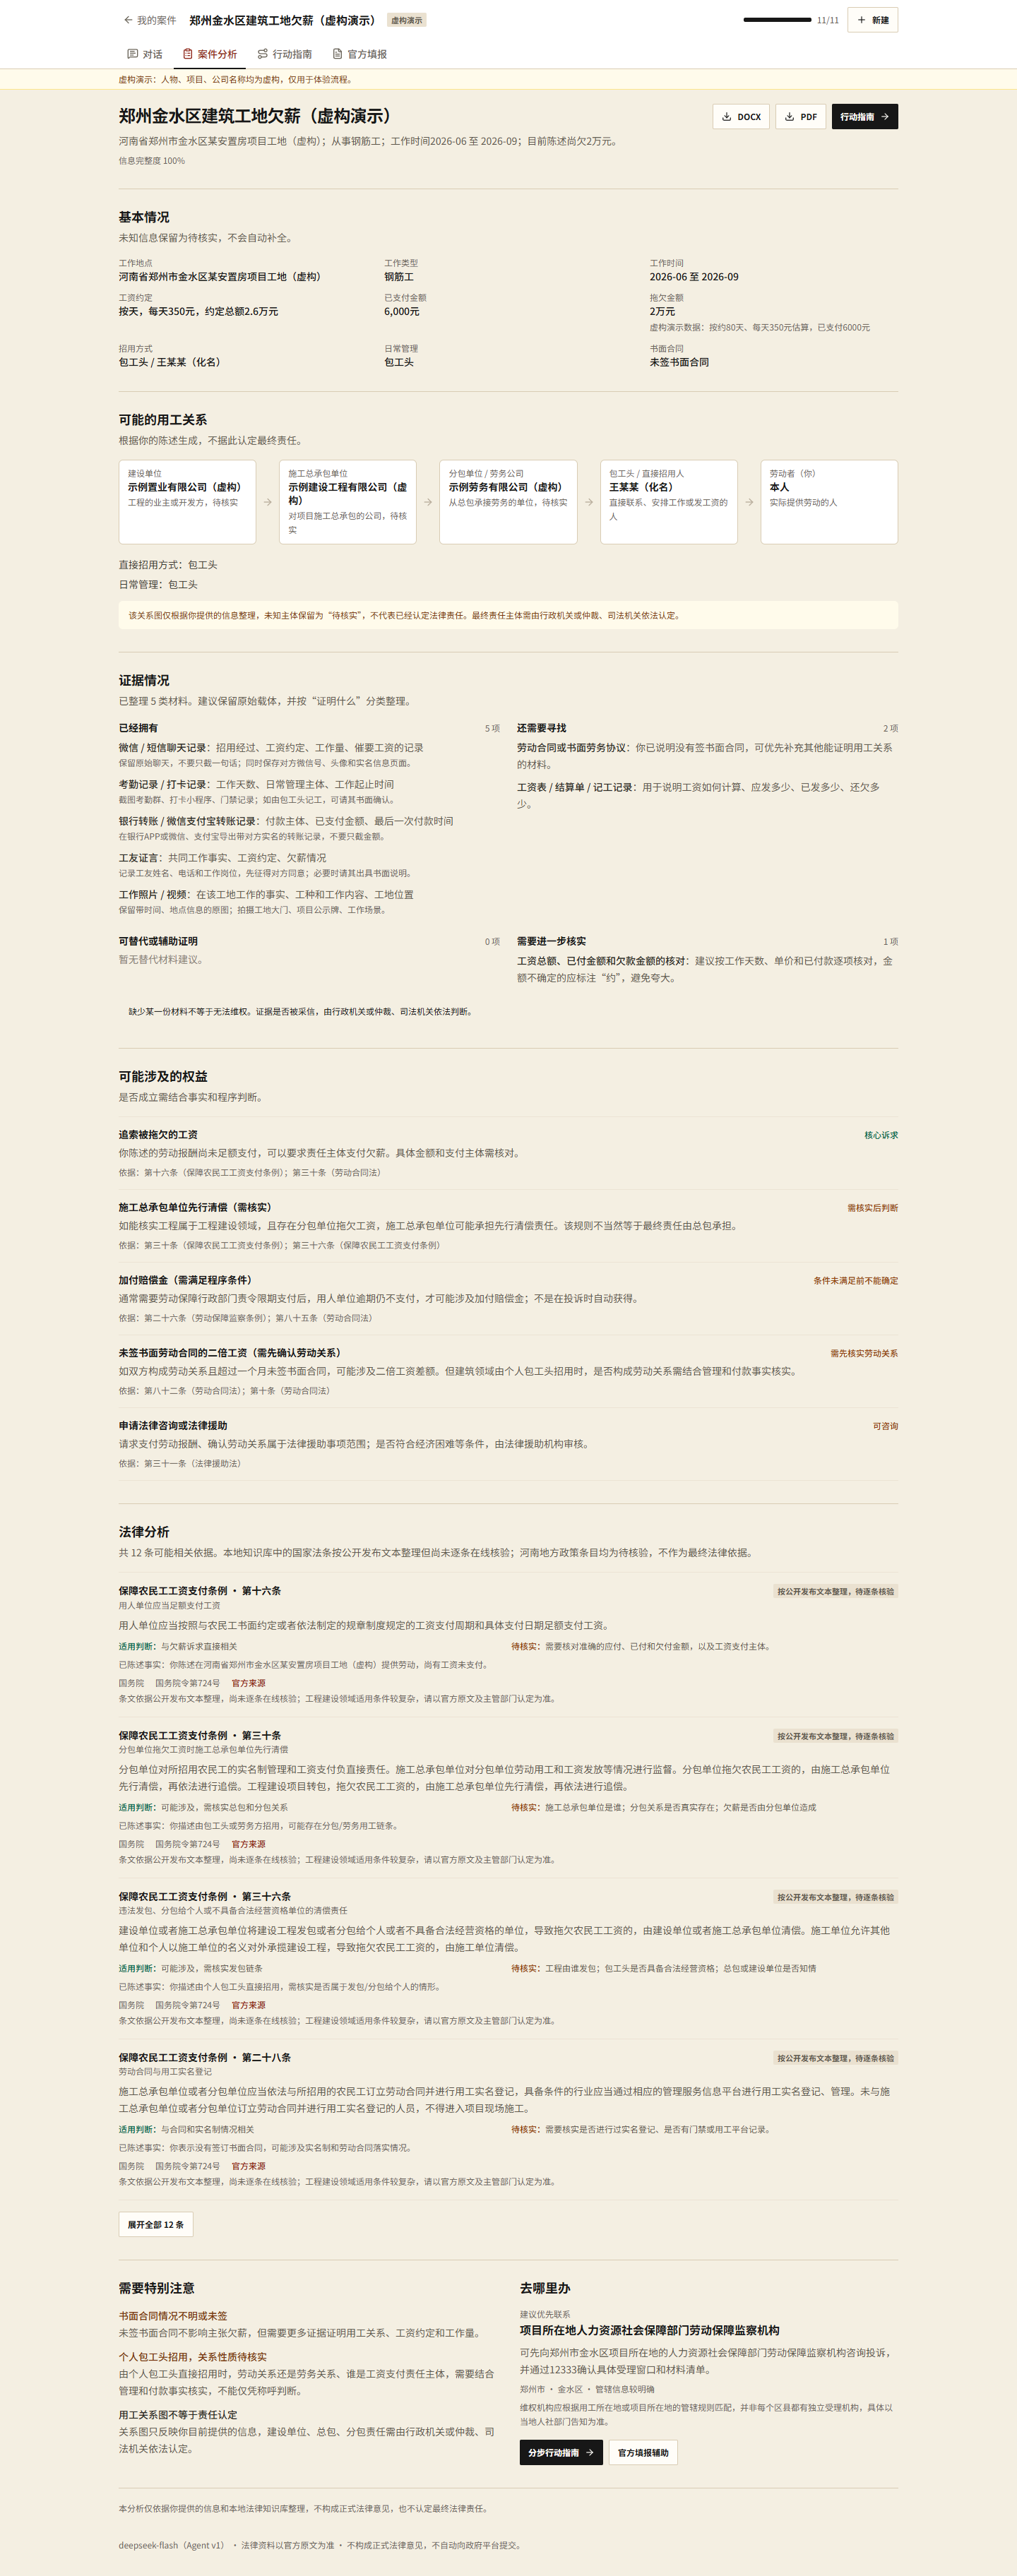 我的案件
郑州金水区建筑工地欠薪（虚构演示）
虚构演示
11/11
新建
对话
案件分析
行动指南
官方填报
虚构演示：人物、项目、公司名称均为虚构，仅用于体验流程。
郑州金水区建筑工地欠薪（虚构演示）
DOCX
PDF
行动指南
河南省郑州市金水区某安置房项目工地（虚构）；从事钢筋工；工作时间2026-06 至 2026-09；目前陈述尚欠2万元。
信息完整度 100%
基本情况
未知信息保留为待核实，不会自动补全。
工作地点
河南省郑州市金水区某安置房项目工地（虚构）
工作类型
钢筋工
工作时间
2026-06 至 2026-09
工资约定
按天，每天350元，约定总额2.6万元
已支付金额
6,000元
拖欠金额
2万元
虚构演示数据：按约80天、每天350元估算，已支付6000元
招用方式
包工头 / 王某某（化名）
日常管理
包工头
书面合同
未签书面合同
可能的用工关系
根据你的陈述生成，不据此认定最终责任。
建设单位
示例置业有限公司（虚构）
工程的业主或开发方，待核实
施工总承包单位
示例建设工程有限公司（虚
构）
对项目施工总承包的公司，待核
实
分包单位 / 劳务公司
示例劳务有限公司（虚构）
从总包承接劳务的单位，待核实
包工头 / 直接招用人
王某某（化名）
直接联系、安排工作或发工资的
人
劳动者（你）
本人
实际提供劳动的人
直接招用方式：包工头
日常管理：包工头
该关系图仅根据你提供的信息整理，未知主体保留为“待核实”，不代表已经认定法律责任。最终责任主体需由行政机关或仲裁、司法机关依法认定。
证据情况
已整理 5 类材料。建议保留原始载体，并按“证明什么”分类整理。
已经拥有
5 项
微信 / 短信聊天记录：招用经过、工资约定、工作量、催要工资的记录
保留原始聊天，不要只截一句话；同时保存对方微信号、头像和实名信息页面。
考勤记录 / 打卡记录：工作天数、日常管理主体、工作起止时间
截图考勤群、打卡小程序、门禁记录；如由包工头记工，可请其书面确认。
银行转账 / 微信支付宝转账记录：付款主体、已支付金额、最后一次付款时间
在银行APP或微信、支付宝导出带对方实名的转账记录，不要只截金额。
工友证言：共同工作事实、工资约定、欠薪情况
记录工友姓名、电话和工作岗位，先征得对方同意；必要时请其出具书面说明。
工作照片 / 视频：在该工地工作的事实、工种和工作内容、工地位置
保留带时间、地点信息的原图；拍摄工地大门、项目公示牌、工作场景。
还需要寻找
2 项
劳动合同或书面劳务协议：你已说明没有签书面合同，可优先补充其他能证明用工关系
的材料。
工资表 / 结算单 / 记工记录：用于说明工资如何计算、应发多少、已发多少、还欠多
少。
可替代或辅助证明
0 项
暂无替代材料建议。
需要进一步核实
1 项
工资总额、已付金额和欠款金额的核对：建议按工作天数、单价和已付款逐项核对，金
额不确定的应标注“约”，避免夸大。
缺少某一份材料不等于无法维权。证据是否被采信，由行政机关或仲裁、司法机关依法判断。
可能涉及的权益
是否成立需结合事实和程序判断。
追索被拖欠的工资
核心诉求
你陈述的劳动报酬尚未足额支付，可以要求责任主体支付欠薪。具体金额和支付主体需核对。
依据：第十六条（保障农民工工资支付条例）；第三十条（劳动合同法）
施工总承包单位先行清偿（需核实）
需核实后判断
如能核实工程属于工程建设领域，且存在分包单位拖欠工资，施工总承包单位可能承担先行清偿责任。该规则不当然等于最终责任由总包承担。
依据：第三十条（保障农民工工资支付条例）；第三十六条（保障农民工工资支付条例）
加付赔偿金（需满足程序条件）
条件未满足前不能确定
通常需要劳动保障行政部门责令限期支付后，用人单位逾期仍不支付，才可能涉及加付赔偿金；不是在投诉时自动获得。
依据：第二十六条（劳动保障监察条例）；第八十五条（劳动合同法）
未签书面劳动合同的二倍工资（需先确认劳动关系）
需先核实劳动关系
如双方构成劳动关系且超过一个月未签书面合同，可能涉及二倍工资差额。但建筑领域由个人包工头招用时，是否构成劳动关系需结合管理和付款事实核实。
依据：第八十二条（劳动合同法）；第十条（劳动合同法）
申请法律咨询或法律援助
可咨询
请求支付劳动报酬、确认劳动关系属于法律援助事项范围；是否符合经济困难等条件，由法律援助机构审核。
依据：第三十一条（法律援助法）
法律分析
共 12 条可能相关依据。本地知识库中的国家法条按公开发布文本整理但尚未逐条在线核验；河南地方政策条目均为待核验，不作为最终法律依据。
保障农民工工资支付条例 · 第十六条
按公开发布文本整理，待逐条核验
用人单位应当足额支付工资
用人单位应当按照与农民工书面约定或者依法制定的规章制度规定的工资支付周期和具体支付日期足额支付工资。
适用判断：与欠薪诉求直接相关
待核实：需要核对准确的应付、已付和欠付金额，以及工资支付主体。
已陈述事实：你陈述在河南省郑州市金水区某安置房项目工地（虚构）提供劳动，尚有工资未支付。
国务院 国务院令第724号 官方来源
条文依据公开发布文本整理，尚未逐条在线核验；工程建设领域适用条件较复杂，请以官方原文及主管部门认定为准。
保障农民工工资支付条例 · 第三十条
按公开发布文本整理，待逐条核验
分包单位拖欠工资时施工总承包单位先行清偿
分包单位对所招用农民工的实名制管理和工资支付负直接责任。施工总承包单位对分包单位劳动用工和工资发放等情况进行监督。分包单位拖欠农民工工资的，由施工总承包单位
先行清偿，再依法进行追偿。工程建设项目转包，拖欠农民工工资的，由施工总承包单位先行清偿，再依法进行追偿。
适用判断：可能涉及，需核实总包和分包关系
待核实：施工总承包单位是谁；分包关系是否真实存在；欠薪是否由分包单位造成
已陈述事实：你描述由包工头或劳务方招用，可能存在分包/劳务用工链条。
国务院 国务院令第724号 官方来源
条文依据公开发布文本整理，尚未逐条在线核验；工程建设领域适用条件较复杂，请以官方原文及主管部门认定为准。
保障农民工工资支付条例 · 第三十六条
按公开发布文本整理，待逐条核验
违法发包、分包给个人或不具备合法经营资格单位的清偿责任
建设单位或者施工总承包单位将建设工程发包或者分包给个人或者不具备合法经营资格的单位，导致拖欠农民工工资的，由建设单位或者施工总承包单位清偿。施工单位允许其他
单位和个人以施工单位的名义对外承揽建设工程，导致拖欠农民工工资的，由施工单位清偿。
适用判断：可能涉及，需核实发包链条
待核实：工程由谁发包；包工头是否具备合法经营资格；总包或建设单位是否知情
已陈述事实：你描述由个人包工头直接招用，需核实是否属于发包/分包给个人的情形。
国务院 国务院令第724号 官方来源
条文依据公开发布文本整理，尚未逐条在线核验；工程建设领域适用条件较复杂，请以官方原文及主管部门认定为准。
保障农民工工资支付条例 · 第二十八条
按公开发布文本整理，待逐条核验
劳动合同与用工实名登记
施工总承包单位或者分包单位应当依法与所招用的农民工订立劳动合同并进行用工实名登记，具备条件的行业应当通过相应的管理服务信息平台进行用工实名登记、管理。未与施
工总承包单位或者分包单位订立劳动合同并进行用工实名登记的人员，不得进入项目现场施工。
适用判断：与合同和实名制情况相关
待核实：需要核实是否进行过实名登记、是否有门禁或用工平台记录。
已陈述事实：你表示没有签订书面合同，可能涉及实名制和劳动合同落实情况。
国务院 国务院令第724号 官方来源
条文依据公开发布文本整理，尚未逐条在线核验；工程建设领域适用条件较复杂，请以官方原文及主管部门认定为准。
展开全部 12 条
需要特别注意
书面合同情况不明或未签
未签书面合同不影响主张欠薪，但需要更多证据证明用工关系、工资约定和工作量。
个人包工头招用，关系性质待核实
由个人包工头直接招用时，劳动关系还是劳务关系、谁是工资支付责任主体，需要结合
管理和付款事实核实，不能仅凭称呼判断。
用工关系图不等于责任认定
关系图只反映你目前提供的信息，建设单位、总包、分包责任需由行政机关或仲裁、司
法机关依法认定。
去哪里办
建议优先联系
项目所在地人力资源社会保障部门劳动保障监察机构
可先向郑州市金水区项目所在地的人力资源社会保障部门劳动保障监察机构咨询投诉，
并通过12333确认具体受理窗口和材料清单。
郑州市 · 金水区 · 管辖信息较明确
维权机构应根据用工所在地或项目所在地的管辖规则匹配，并非每个区县都有独立受理机构，具体以
当地人社部门告知为准。
分步行动指南
官方填报辅助
本分析仅依据你提供的信息和本地法律知识库整理，不构成正式法律意见，也不认定最终法律责任。
deepseek-flash（Agent v1） · 法律资料以官方原文为准 · 不构成正式法律意见，不自动向政府平台提交。